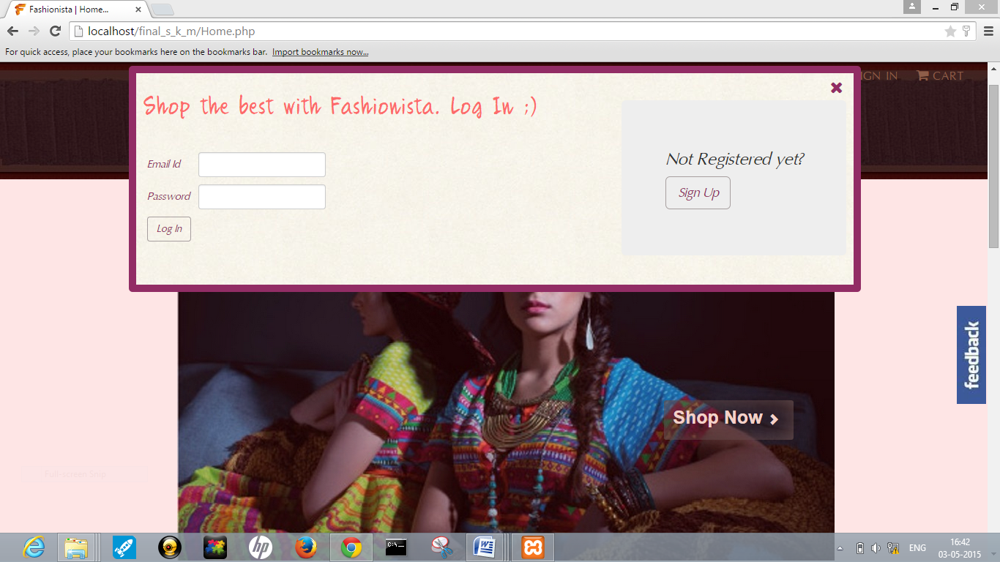 Fashionista | Home...
localhost/final_s_k_m/Home.php
For quick access, place your bookmarks here on the bookmarks bar. Import bookmarks now...
IGN IN CART
Shop the best with Fashionista. Log In ;)
Email Id
Password
Log In
Not Registered yet?
Sign Up
feedback
Shop Now
Full-screen Snip
C:\_
ENG
16:42
03-05-2015